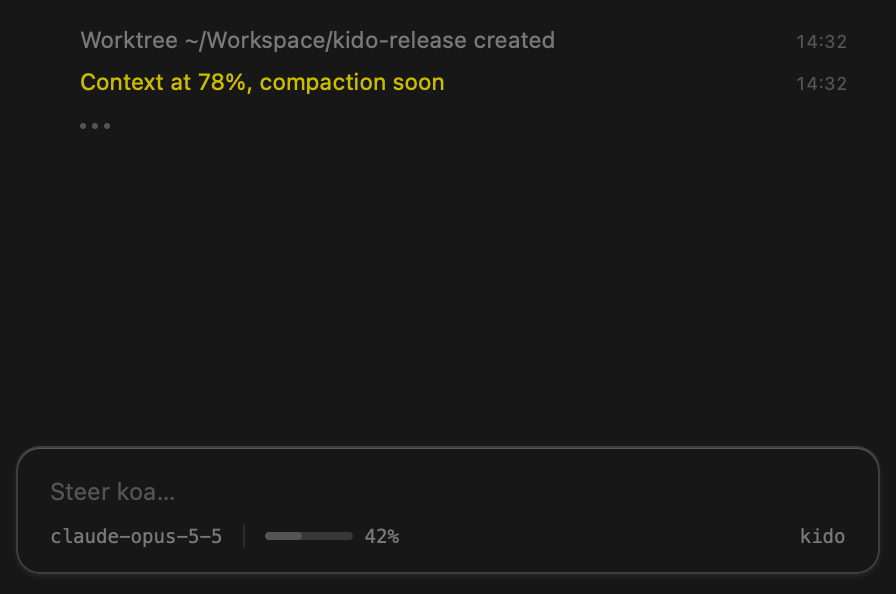 Worktree ~/Workspace/kido-release created 14:32
Context at 78%, compaction soon 14:32
Steer koa…
claude-opus-5-5 42% kido